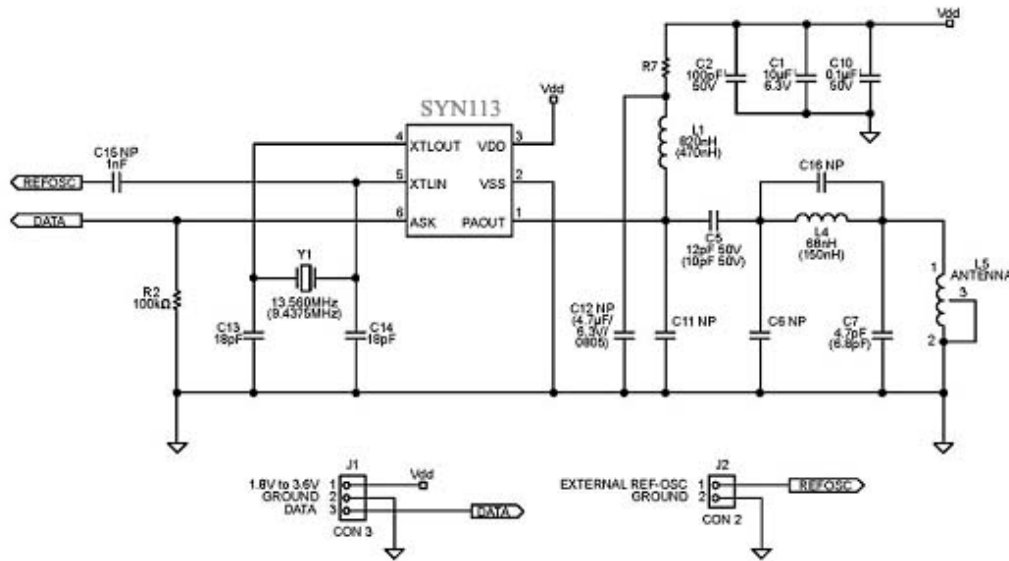 Vdd
R7
C2
100pF
50V
C1
10µF
6.3V
C10
0.1µF
50V
SYN113
Vdd
4 XTLOUT VDD 3
5 XTLIN VSS 2
6 ASK PAOUT 1
C15 NP
1nF
REFOSC
DATA
L1
820nH
(470nH)
C16 NP
L4
68nH
(150nH)
C5
12pF 50V
(10pF 50V)
L5
ANTENNA
1
3
2
Y1
13.560MHz
(9.4375MHz)
R2
100kΩ
C13
18pF
C14
18pF
C12 NP
(4.7µF/
6.3V/
0805)
C11 NP
C6 NP
C7
4.7pF
(6.8pF)
J1
1.8V to 3.6V 1 Vdd
GROUND 2
DATA 3 DATA
CON 3
J2
EXTERNAL REF-OSC 1 REFOSC
GROUND 2
CON 2